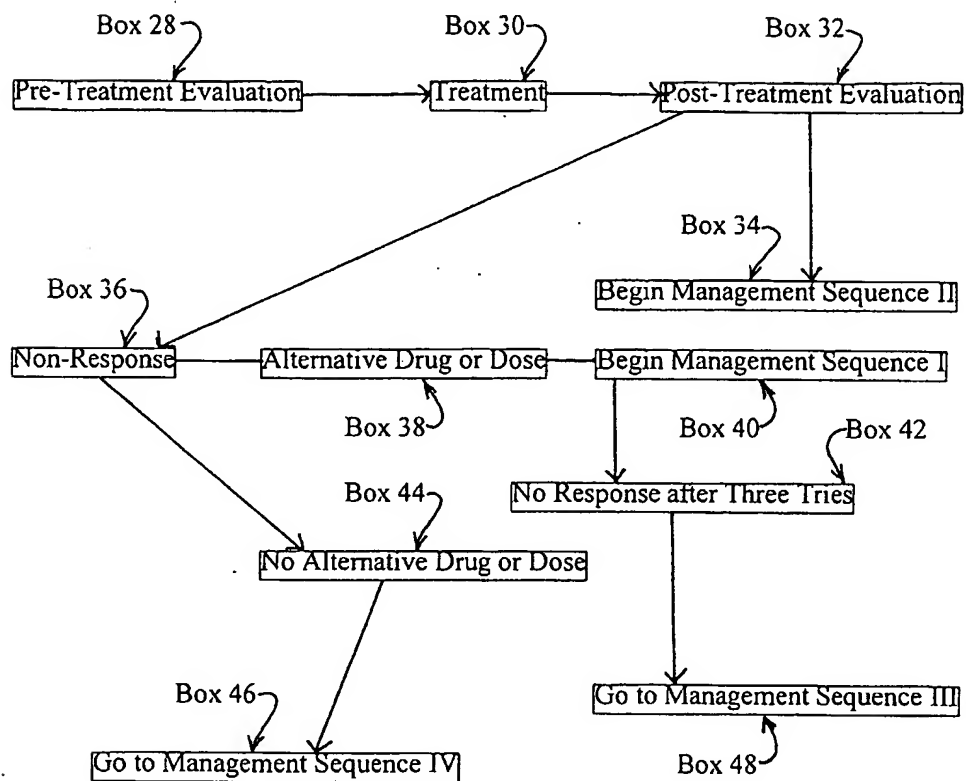 Box 28
Box 30
Box 32
Pre-Treatment Evaluation
Treatment
Post-Treatment Evaluation
Box 34
Begin Management Sequence II
Box 36
Non-Response
Alternative Drug or Dose
Begin Management Sequence I
Box 38
Box 40
Box 42
Box 44
No Response after Three Tries
No Alternative Drug or Dose
Box 46
Go to Management Sequence III
Go to Management Sequence IV
Box 48